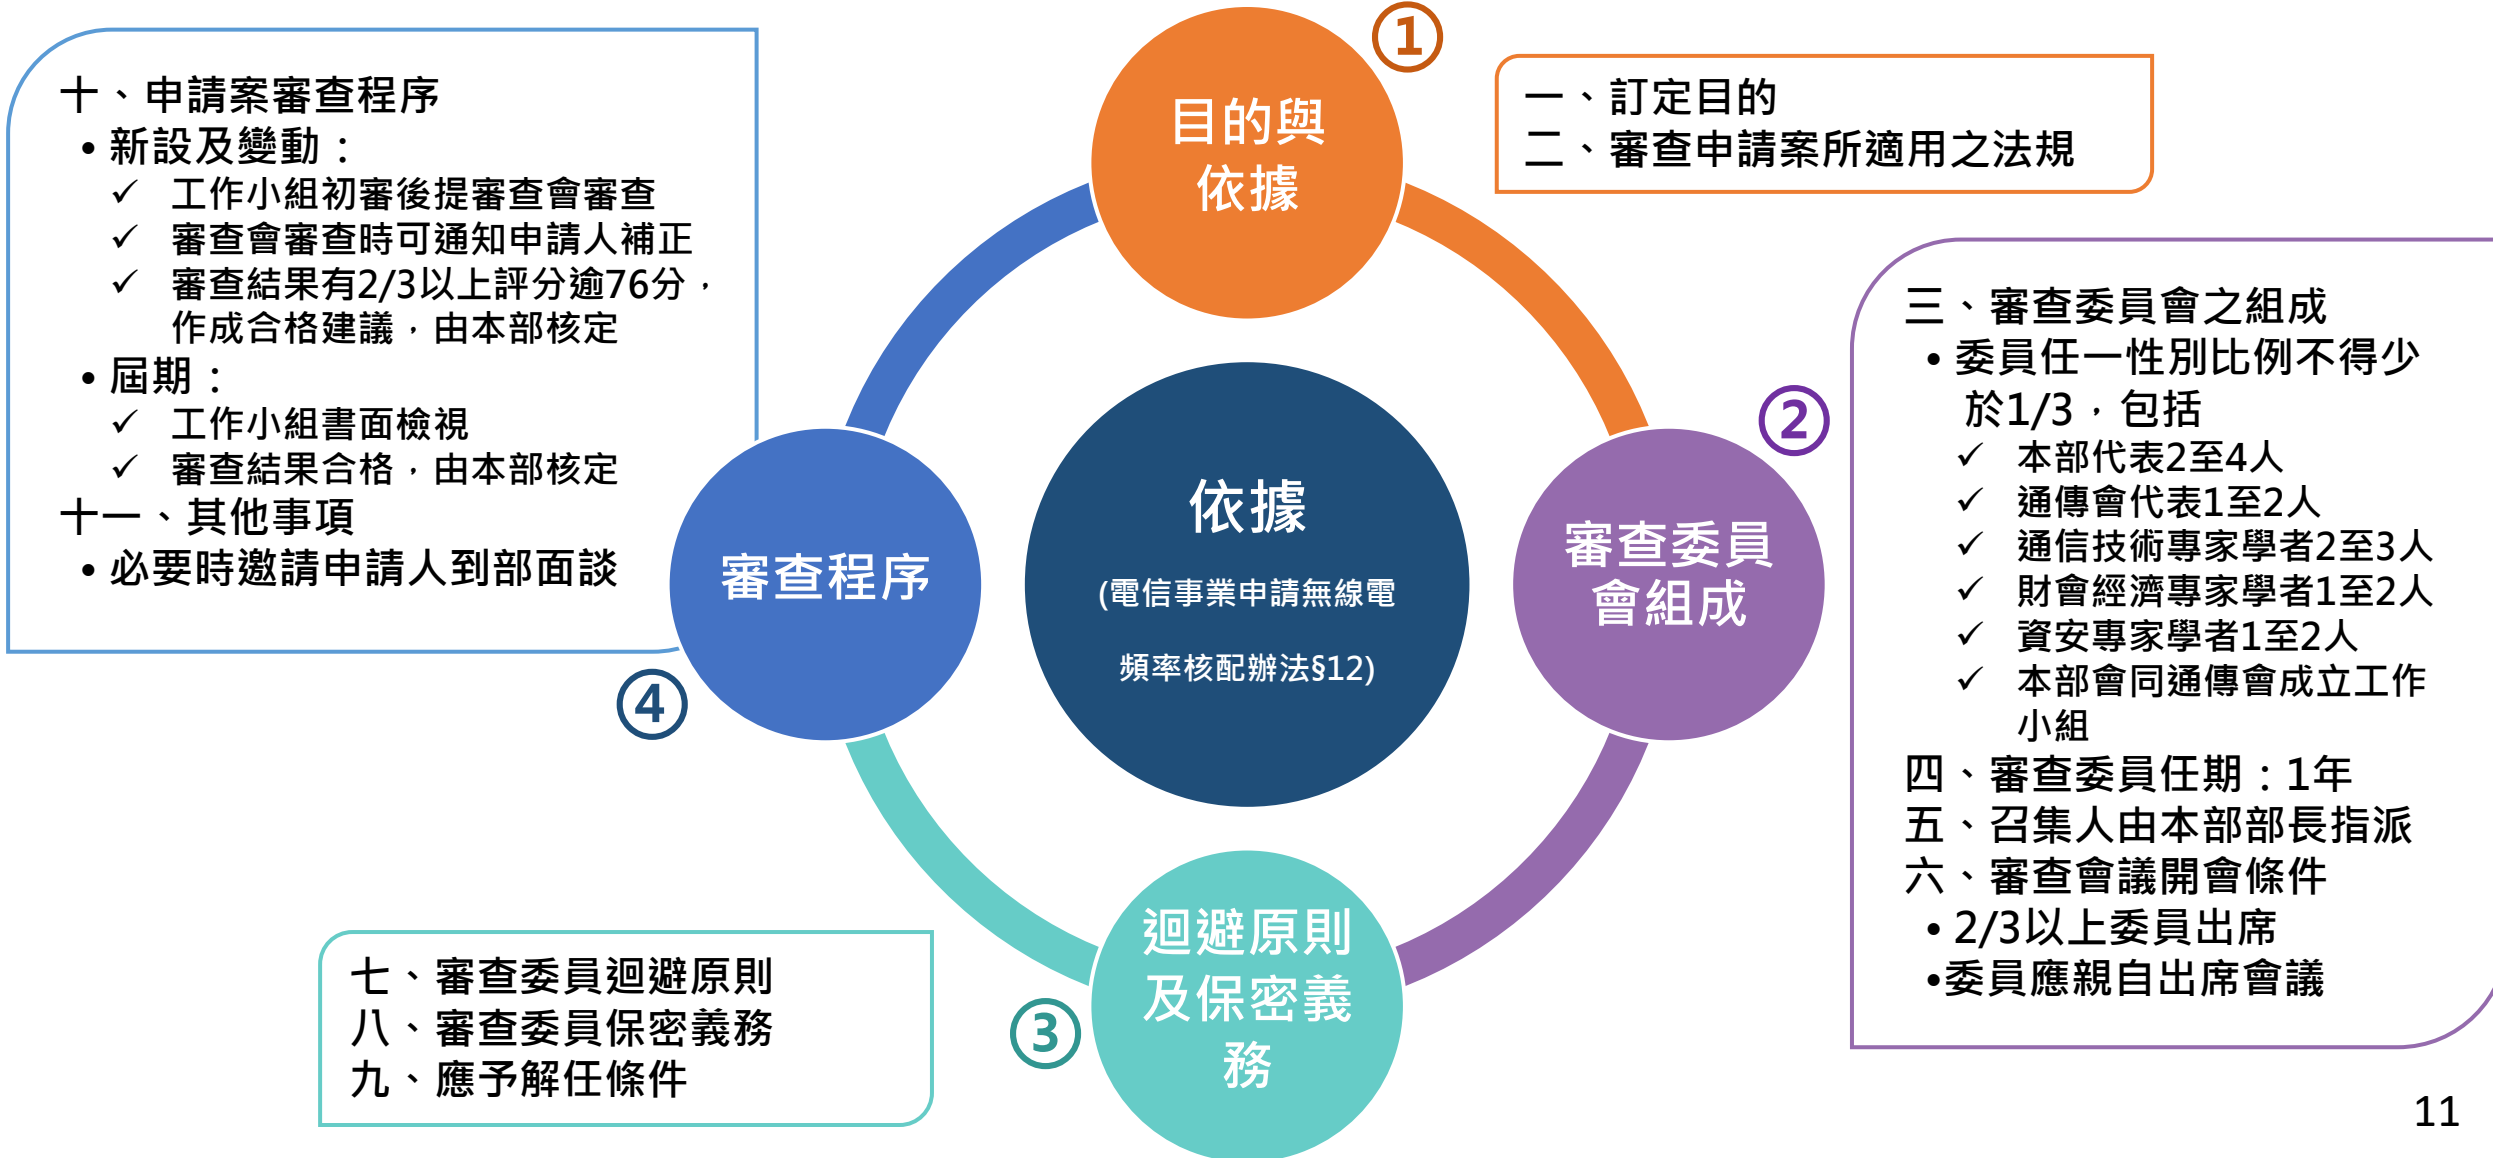 ①
目的與
依據
一、訂定目的
二、審查申請案所適用之法規
②
審查委員
會組成
三、審查委員會之組成
• 委員任一性別比例不得少
於1/3，包括
✓ 本部代表2至4人
✓ 通傳會代表1至2人
✓ 通信技術專家學者2至3人
✓ 財會經濟專家學者1至2人
✓ 資安專家學者1至2人
✓ 本部會同通傳會成立工作
小組
四、審查委員任期：1年
五、召集人由本部部長指派
六、審查會議開會條件
• 2/3以上委員出席
•委員應親自出席會議
③
迴避原則
及保密義
務
七、審查委員迴避原則
八、審查委員保密義務
九、應予解任條件
④
審查程序
十、申請案審查程序
• 新設及變動：
✓ 工作小組初審後提審查會審查
✓ 審查會審查時可通知申請人補正
✓ 審查結果有2/3以上評分逾76分，
作成合格建議，由本部核定
• 屆期：
✓ 工作小組書面檢視
✓ 審查結果合格，由本部核定
十一、其他事項
• 必要時邀請申請人到部面談
依據
(電信事業申請無線電
頻率核配辦法§12)
11